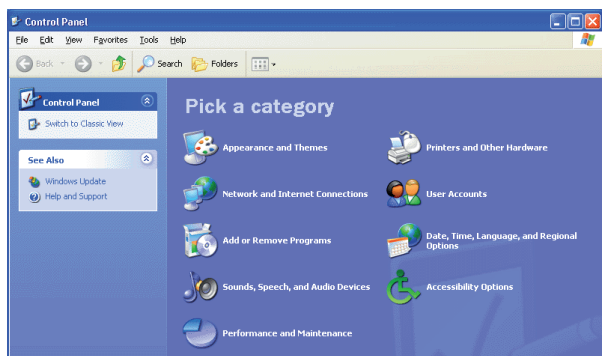 Control Panel
File Edit View Favorites Tools Help
Back Search Folders
Control Panel
Switch to Classic View
See Also
Windows Update
Help and Support
Pick a category
Appearance and Themes
Printers and Other Hardware
Network and Internet Connections
User Accounts
Add or Remove Programs
Date, Time, Language, and Regional
Options
Sounds, Speech, and Audio Devices
Accessibility Options
Performance and Maintenance